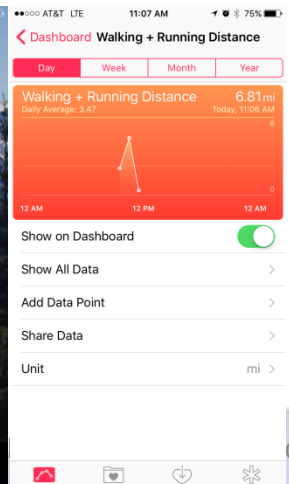 AT&T LTE 11:07 AM 75%
Dashboard Walking + Running Distance
Day Week Month Year
Walking + Running Distance 6.81 mi
Daily Average: 3.47 Today, 11:06 AM
6
0
12 AM 12 PM 12 AM
Show on Dashboard
Show All Data
Add Data Point
Share Data
Unit mi